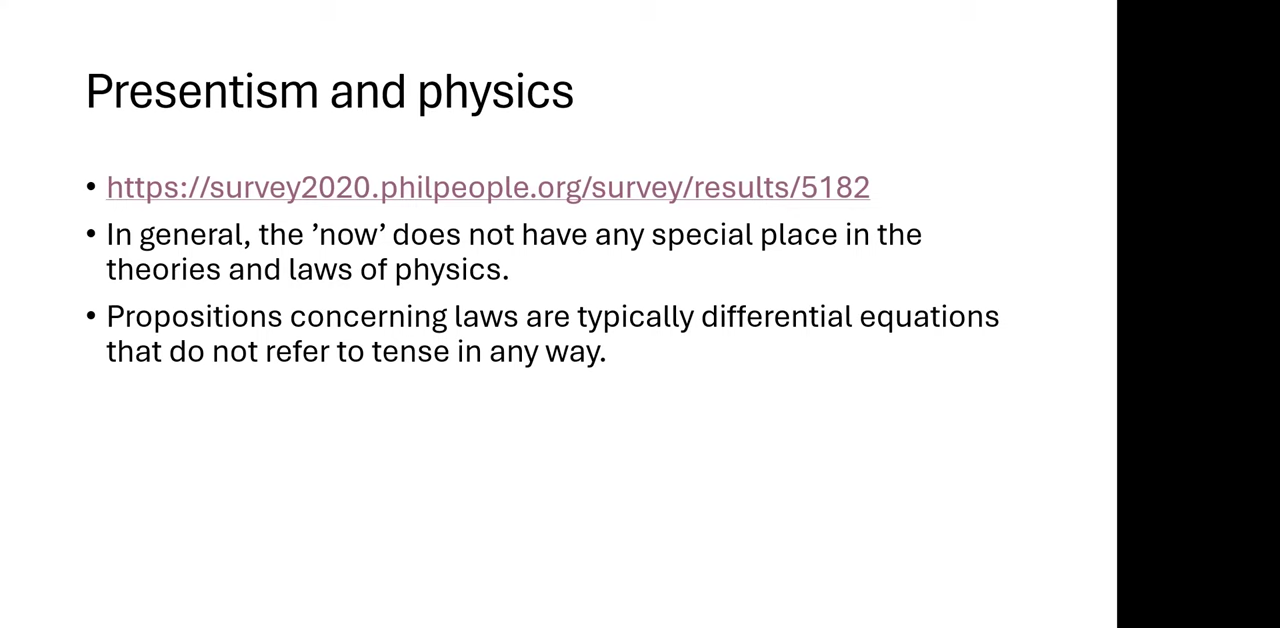 Presentism and physics
• https://survey2020.philpeople.org/survey/results/5182
• In general, the ’now’ does not have any special place in the
theories and laws of physics.
• Propositions concerning laws are typically differential equations
that do not refer to tense in any way.